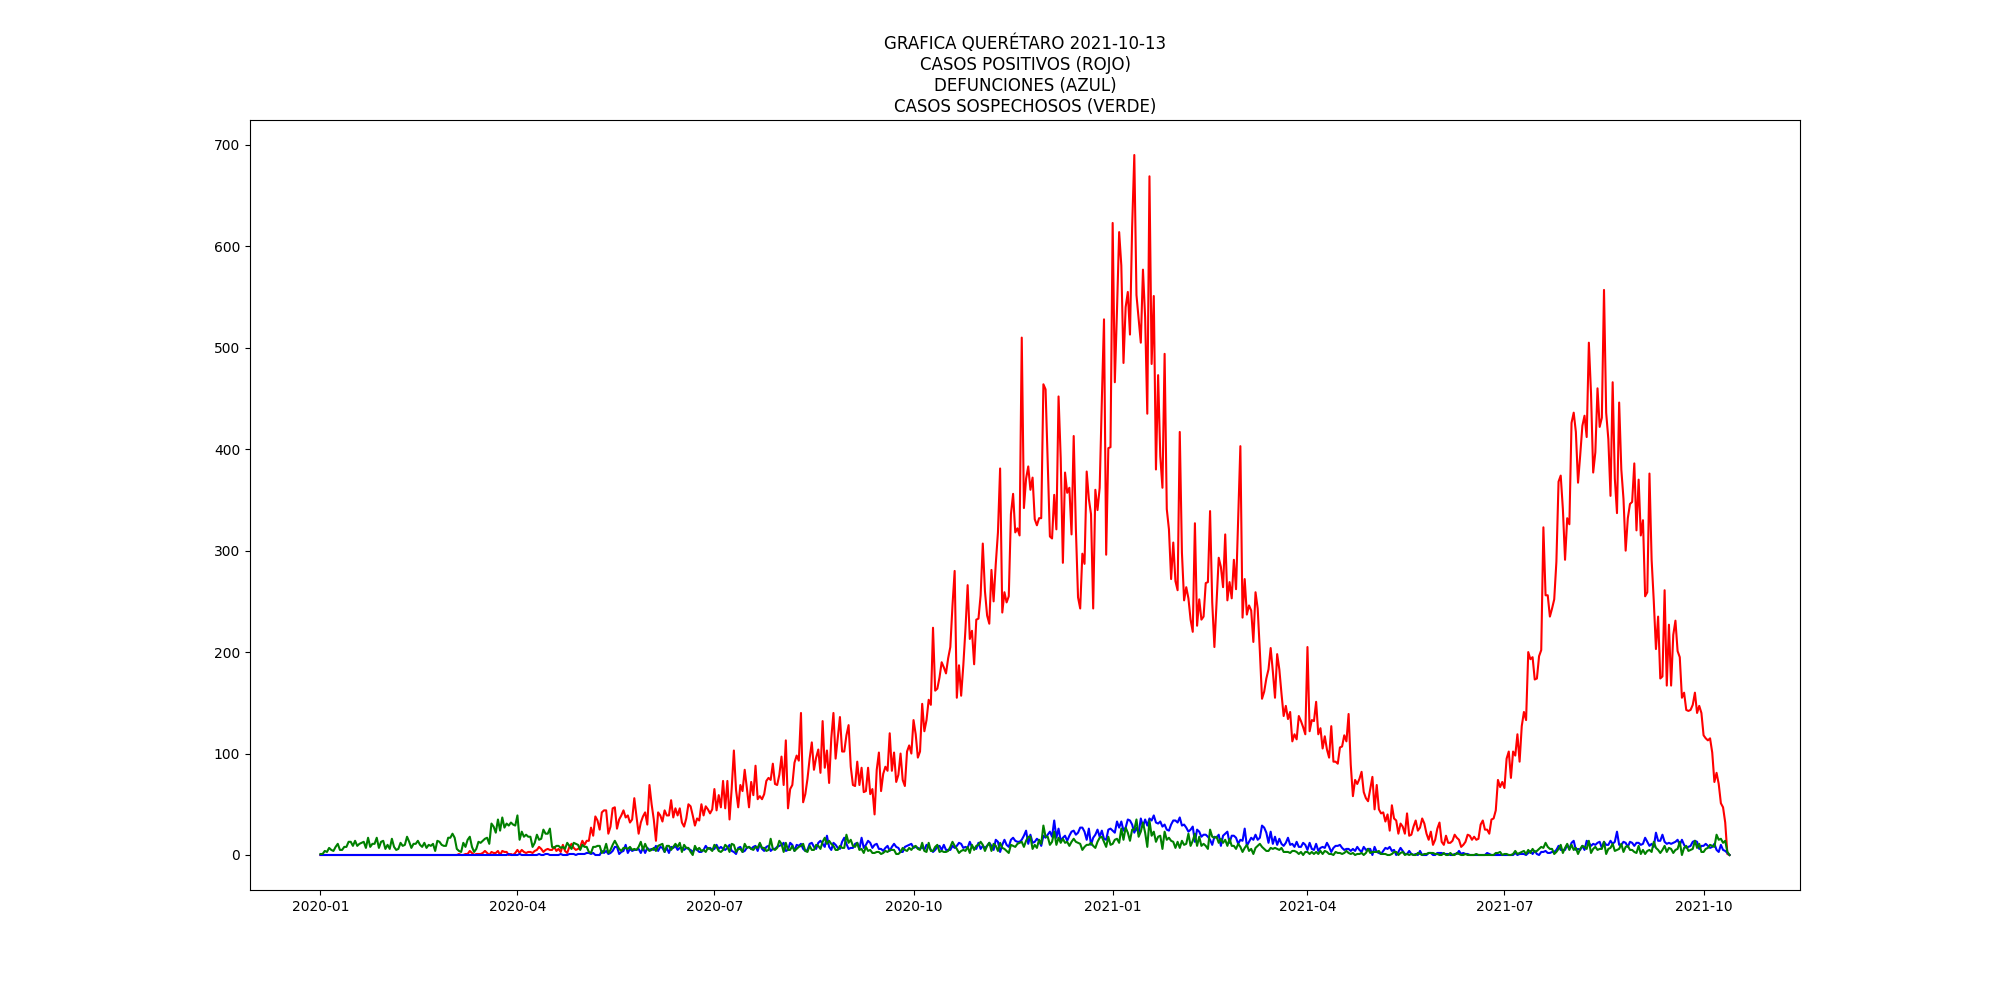 GRAFICA QUERÉTARO 2021-10-13
CASOS POSITIVOS (ROJO)
DEFUNCIONES (AZUL)
CASOS SOSPECHOSOS (VERDE)
700
600
500
400
300
200
100
0
2020-01 2020-04 2020-07 2020-10 2021-01 2021-04 2021-07 2021-10